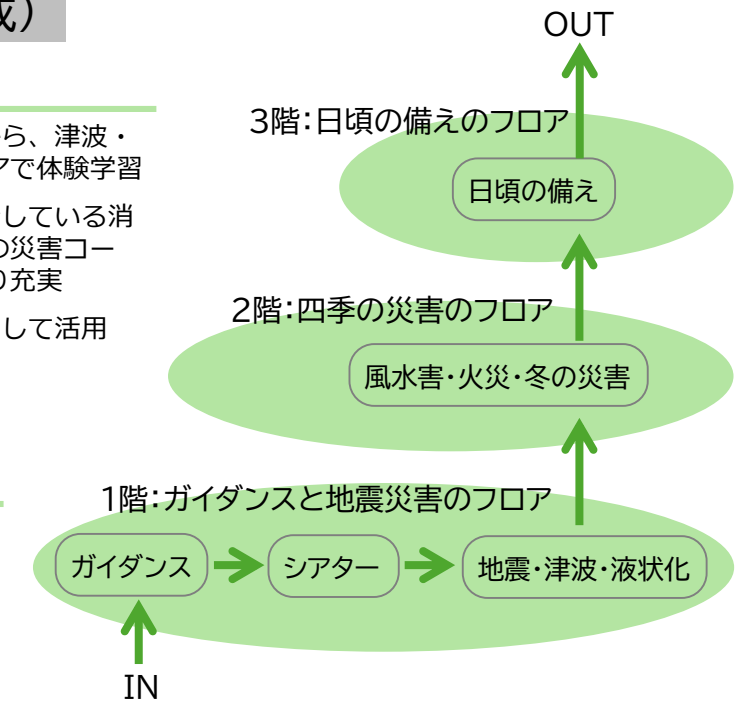 成）
ら、津波・
アで体験学習
している消
の災害コー
り充実
して活用
OUT
3階：日頃の備えのフロア
日頃の備え
2階：四季の災害のフロア
風水害・火災・冬の災害
1階：ガイダンスと地震災害のフロア
ガイダンス
シアター
地震・津波・液状化
IN